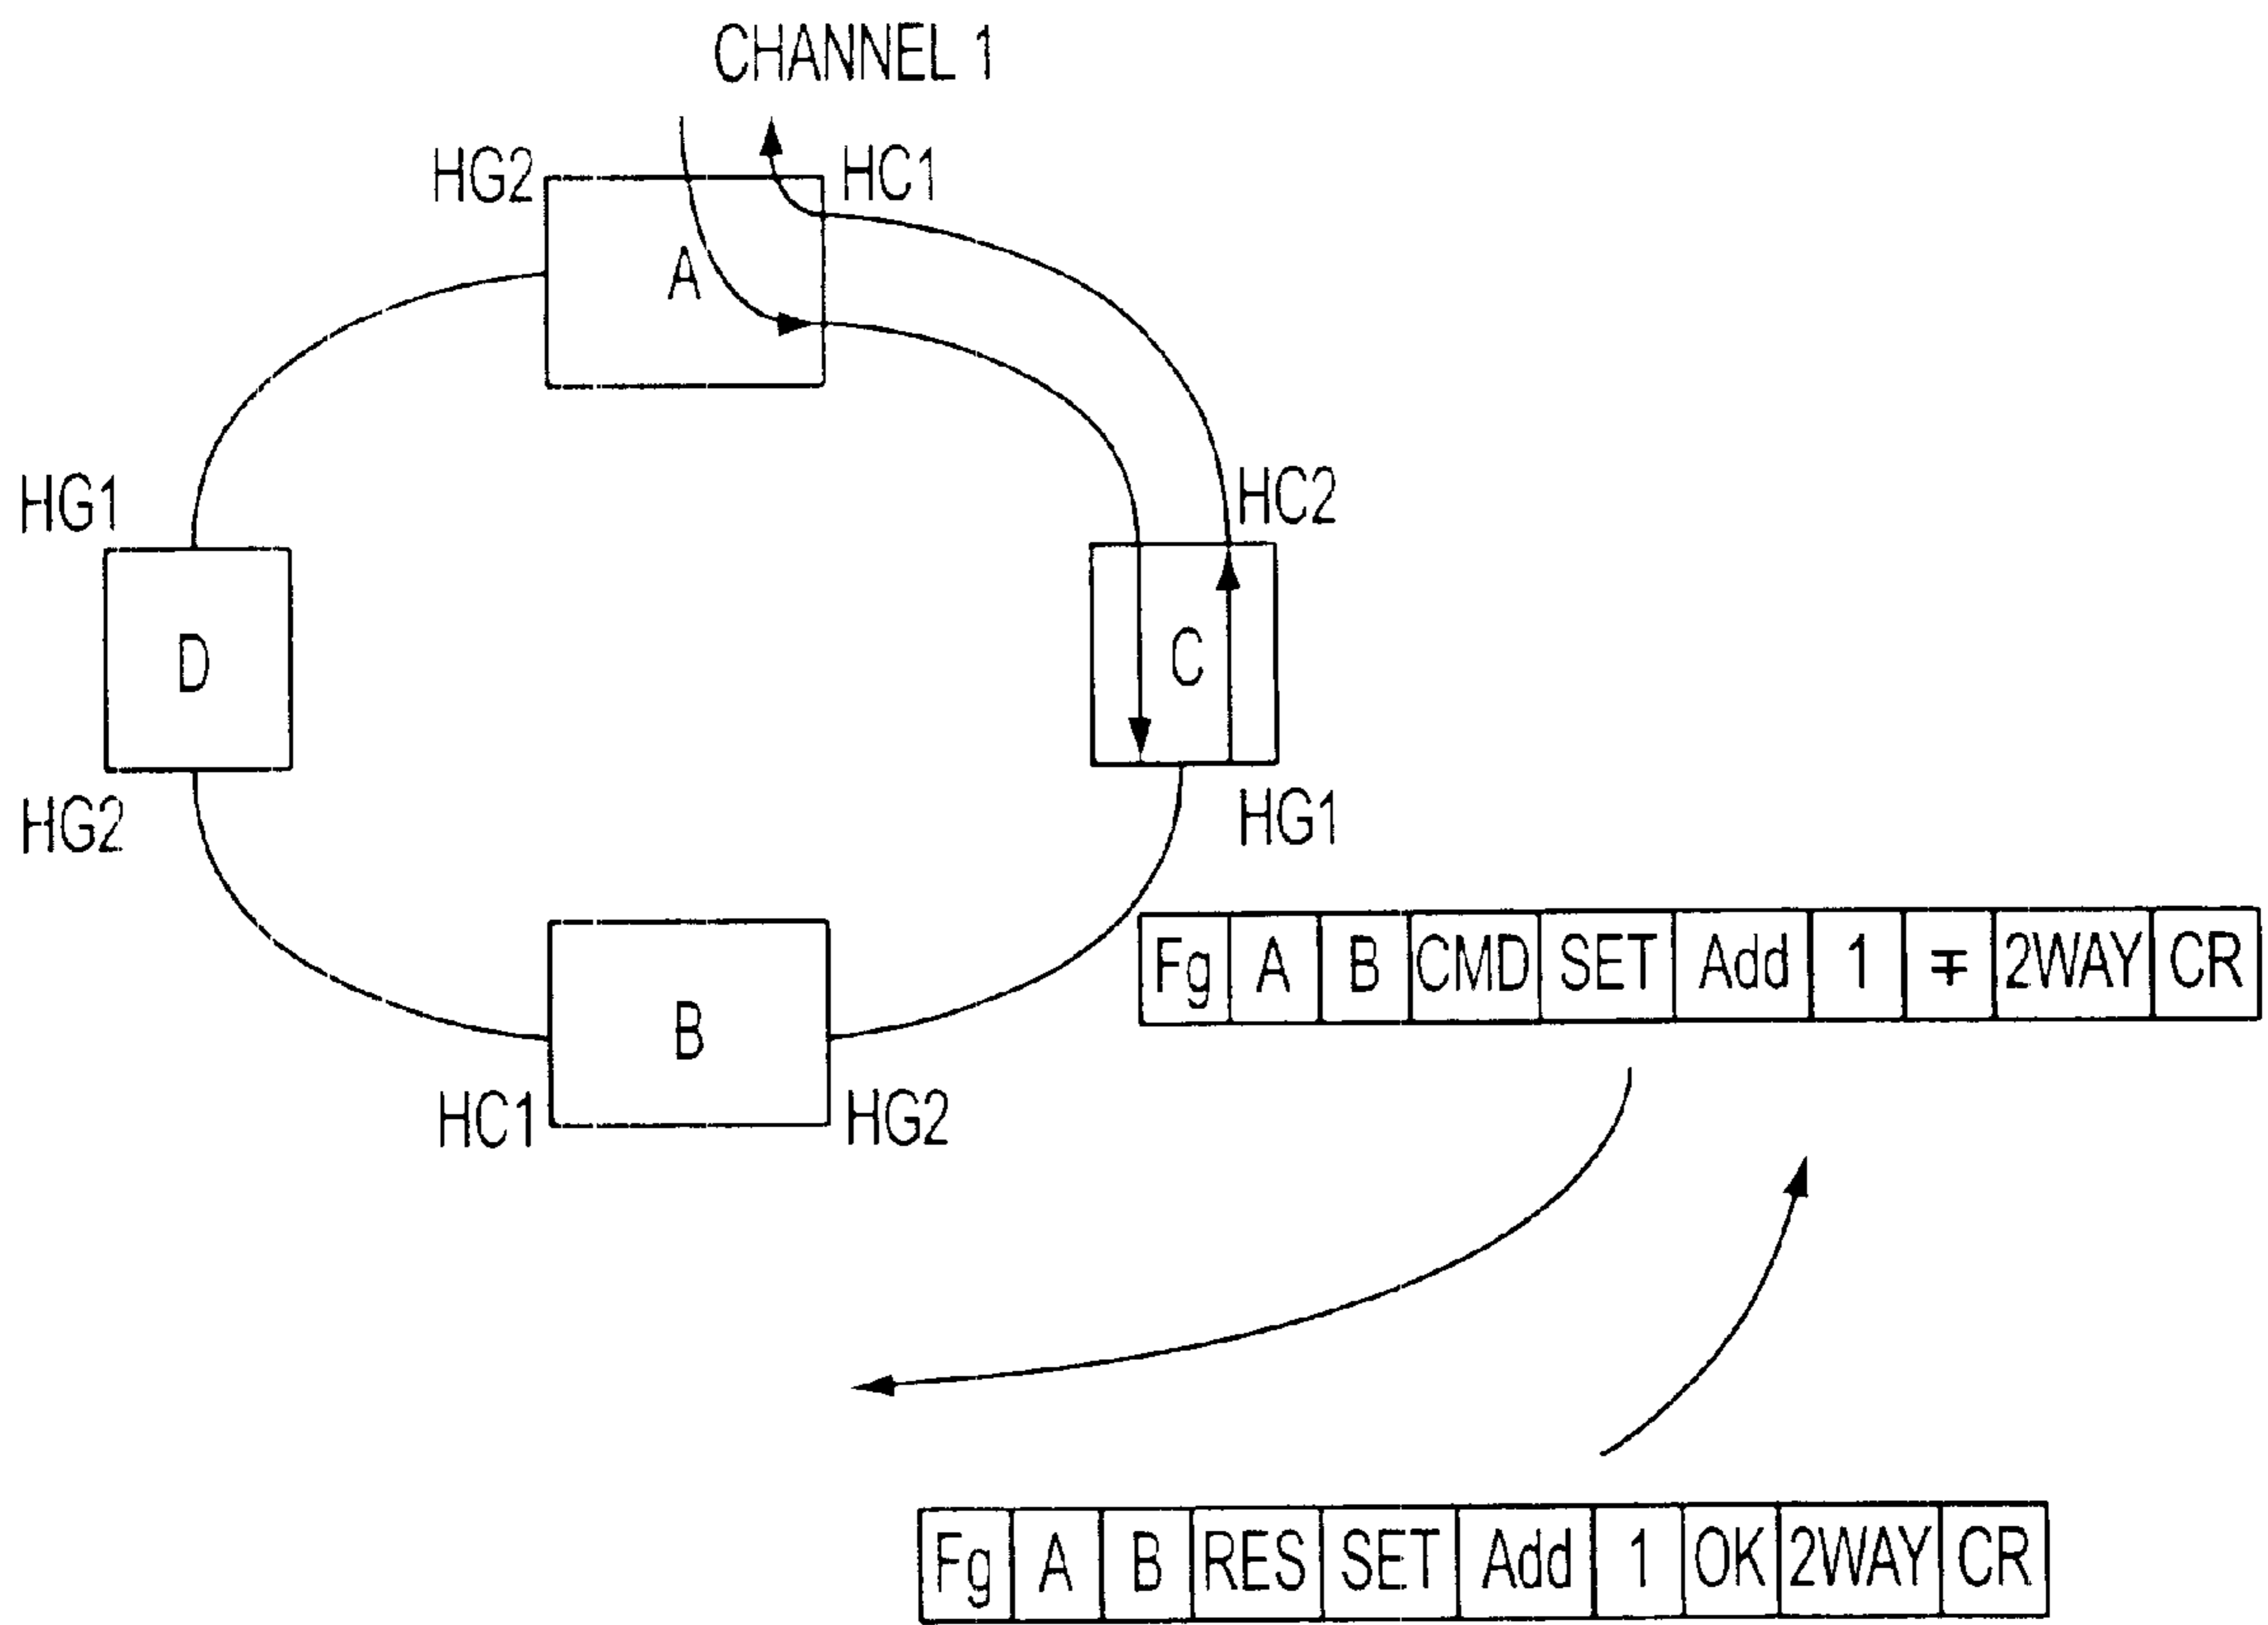 CHANNEL 1
HG2
HC1
A
HG1
HC2
D
C
HG2
HG1
Fg A B CMD SET Add 1 ∓ 2WAY CR
B
HC1
HG2
Fg A B RES SET Add 1 OK 2WAY CR